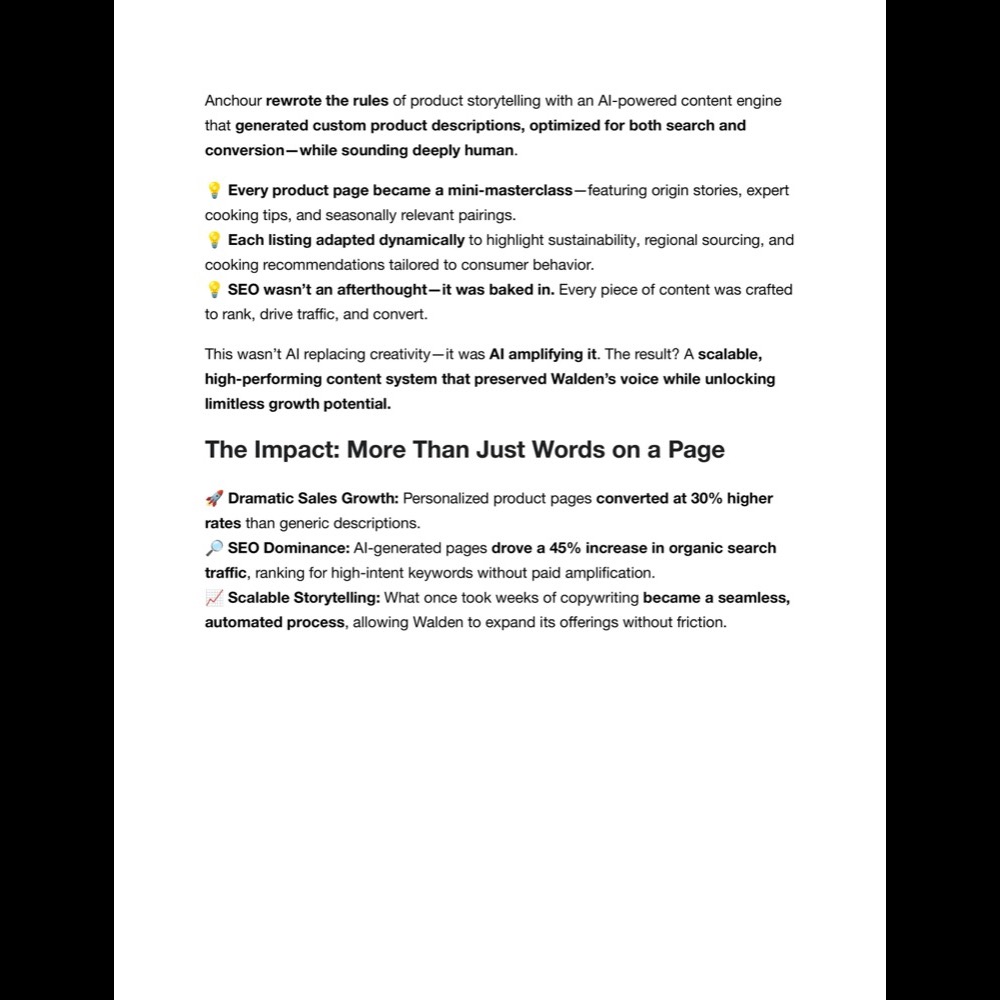 Anchour rewrote the rules of product storytelling with an AI-powered content engine
that generated custom product descriptions, optimized for both search and
conversion—while sounding deeply human.
💡 Every product page became a mini-masterclass—featuring origin stories, expert
cooking tips, and seasonally relevant pairings.
💡 Each listing adapted dynamically to highlight sustainability, regional sourcing, and
cooking recommendations tailored to consumer behavior.
💡 SEO wasn’t an afterthought—it was baked in. Every piece of content was crafted
to rank, drive traffic, and convert.
This wasn’t AI replacing creativity—it was AI amplifying it. The result? A scalable,
high-performing content system that preserved Walden’s voice while unlocking
limitless growth potential.
The Impact: More Than Just Words on a Page
🚀 Dramatic Sales Growth: Personalized product pages converted at 30% higher
rates than generic descriptions.
🔎 SEO Dominance: AI-generated pages drove a 45% increase in organic search
traffic, ranking for high-intent keywords without paid amplification.
📈 Scalable Storytelling: What once took weeks of copywriting became a seamless,
automated process, allowing Walden to expand its offerings without friction.